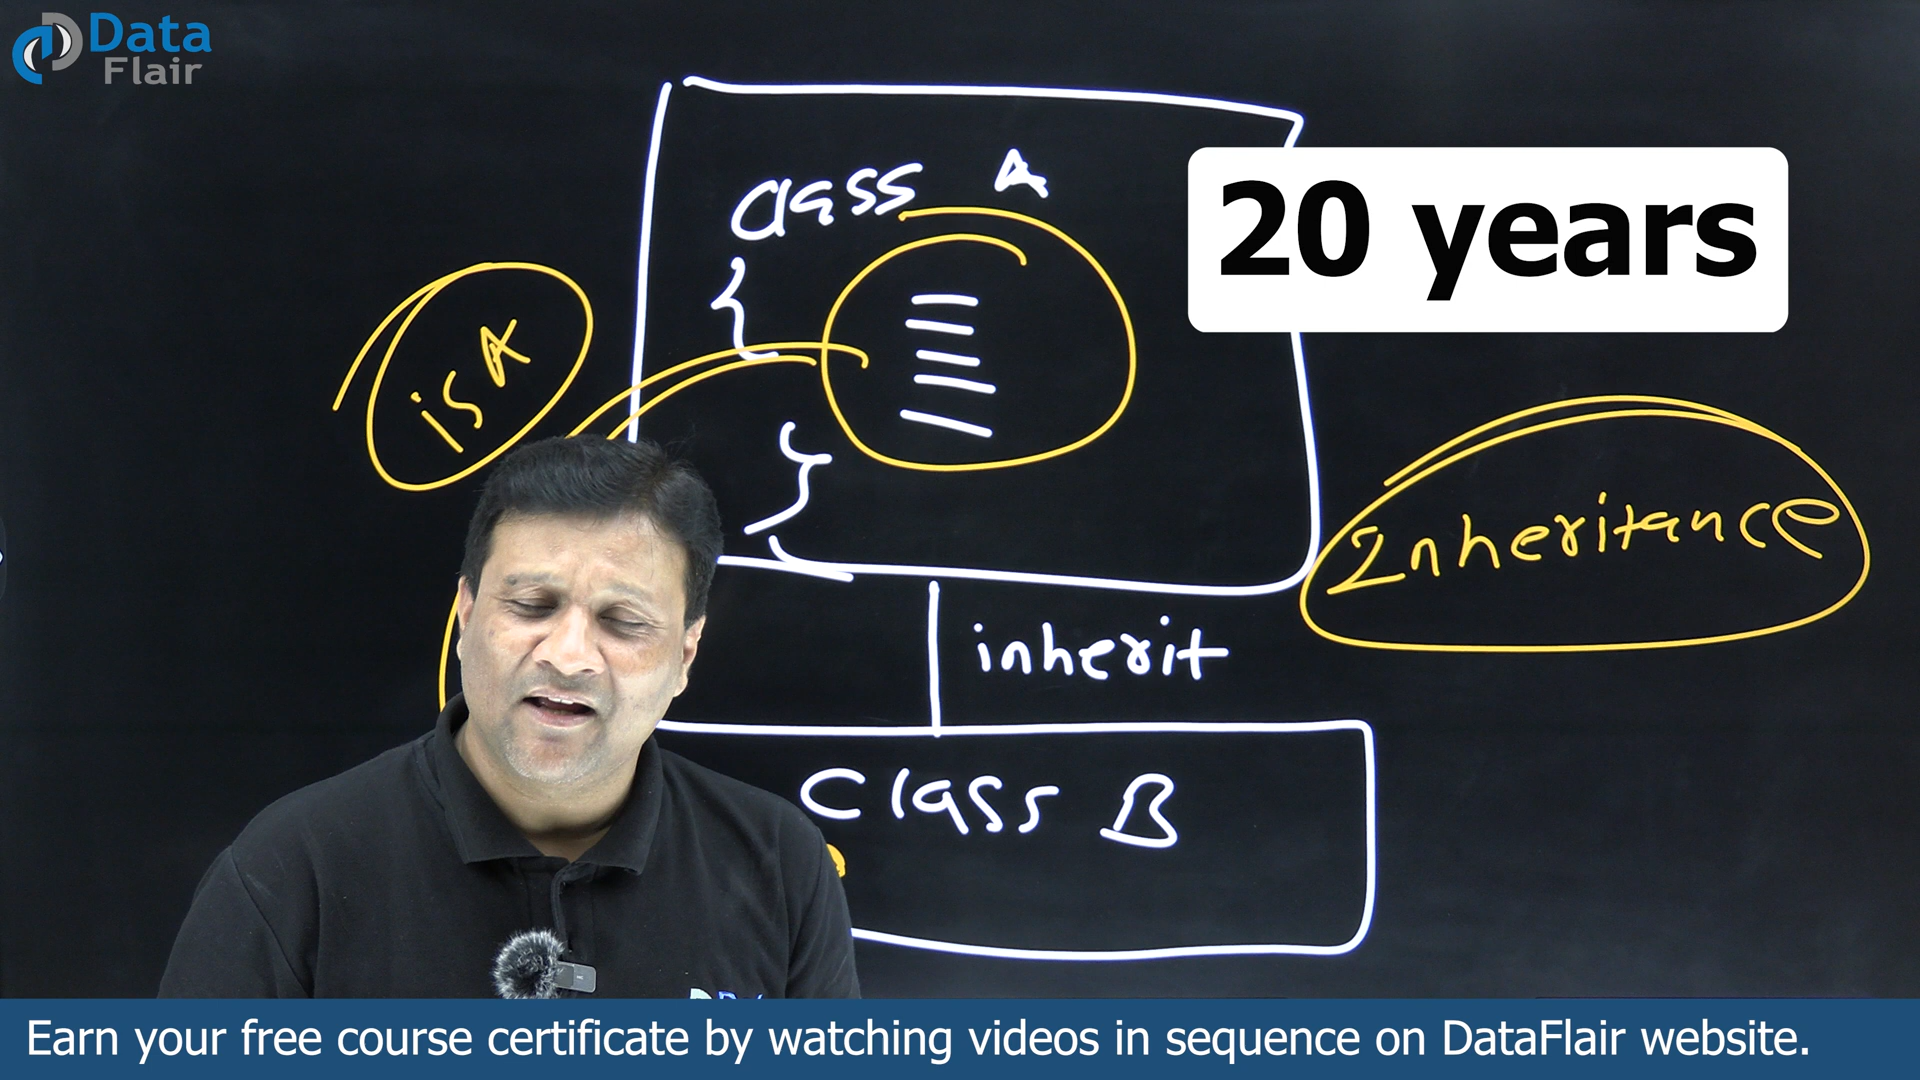 Data
Flair
Class A
20 years
{
is A
}
Inheritance
inherit
Class B
Earn your free course certificate by watching videos in sequence on DataFlair website.